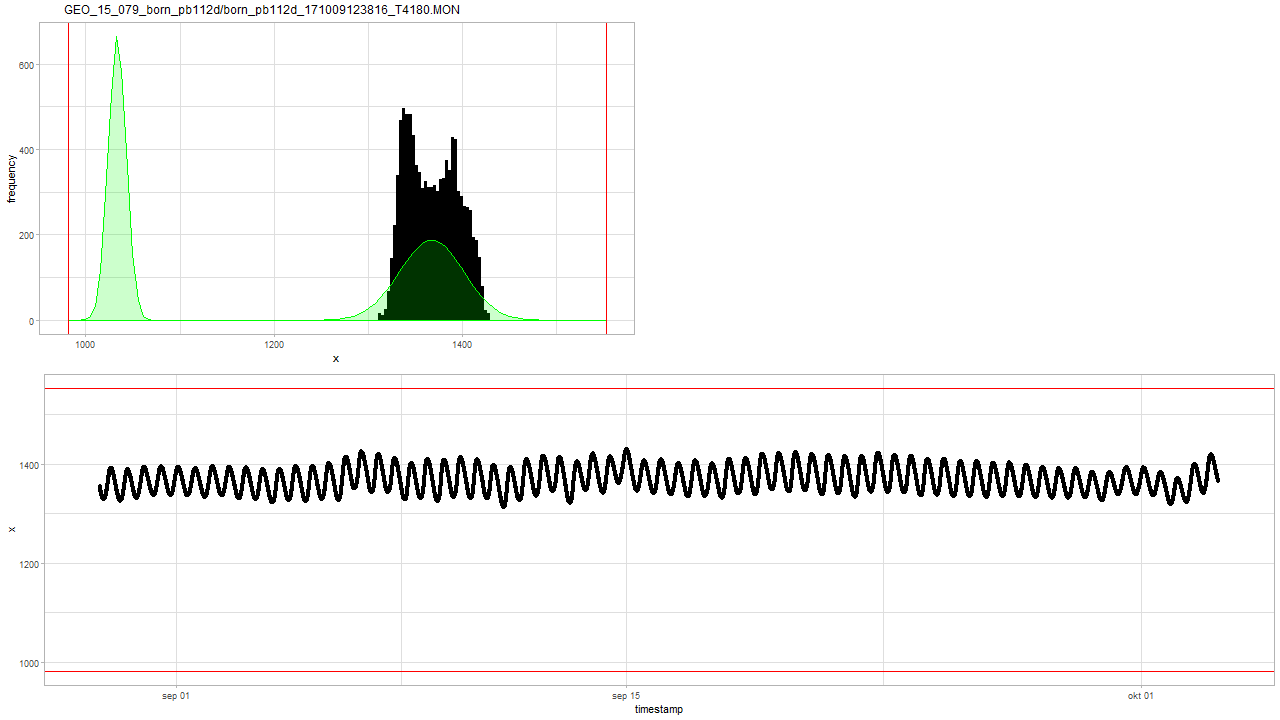 GEO_15_079_born_pb112d/born_pb112d_171009123816_T4180.MON
600
400
200
0
frequency
1000 1200 1400
x
1400
1200
1000
x
sep 01 sep 15 okt 01
timestamp